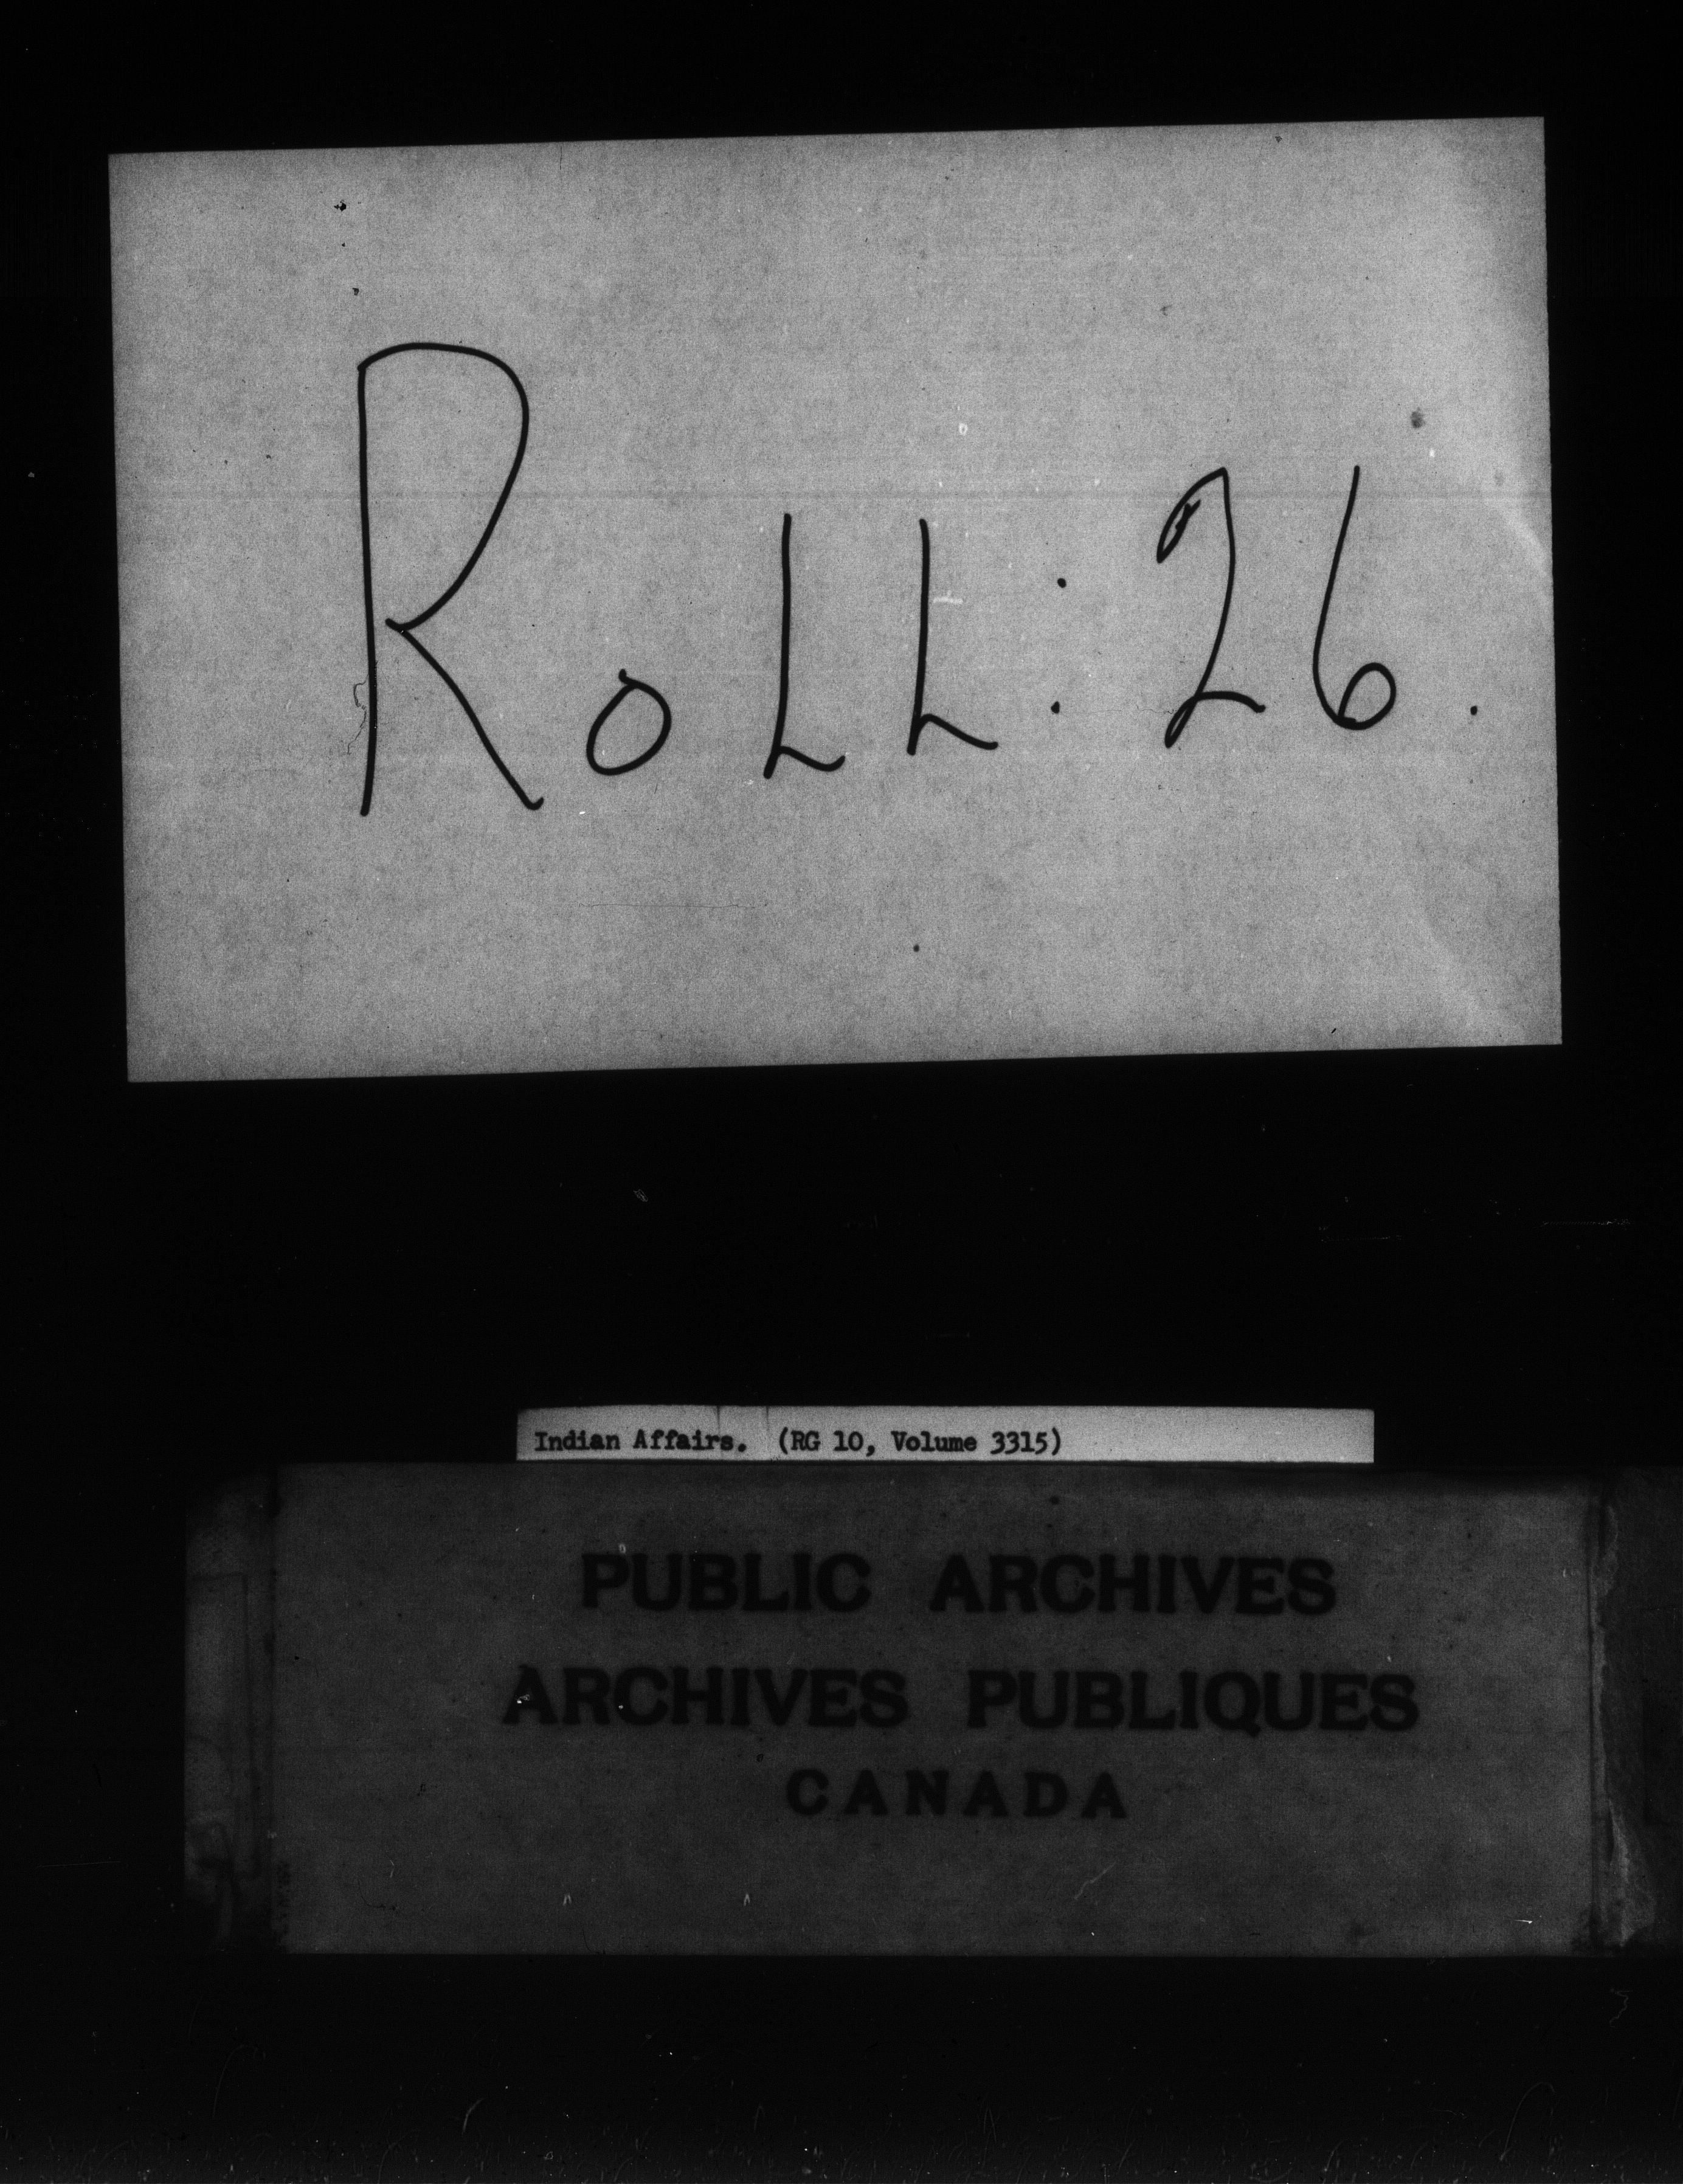 RoLL: 26.
Indian Affairs. (RG 10, Volume 3315)
PUBLIC ARCHIVES
ARCHIVES PUBLIQUES
CANADA